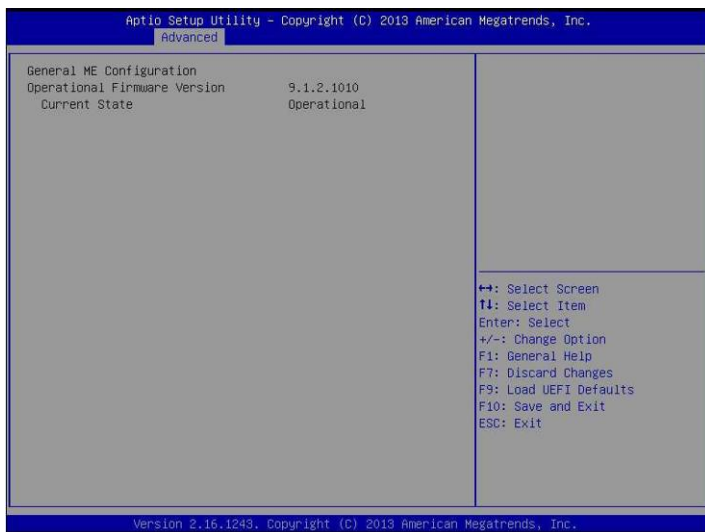 Aptio Setup Utility – Copyright (C) 2013 American Megatrends, Inc.
Advanced
General ME Configuration
Operational Firmware Version 9.1.2.1010
Current State Operational
↔: Select Screen
↑↓: Select Item
Enter: Select
+/-: Change Option
F1: General Help
F7: Discard Changes
F9: Load UEFI Defaults
F10: Save and Exit
ESC: Exit
Version 2.16.1243. Copyright (C) 2013 American Megatrends, Inc.